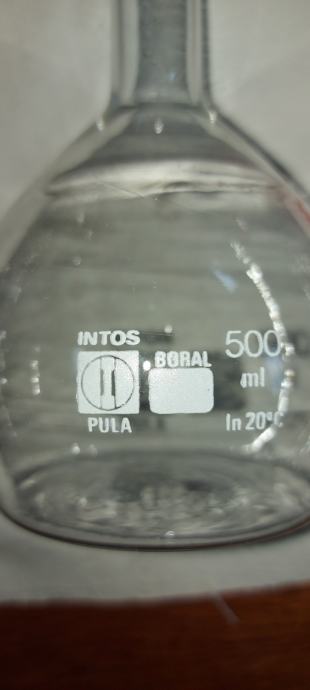 INTOS
BORAL
PULA
500
ml
In 20°C